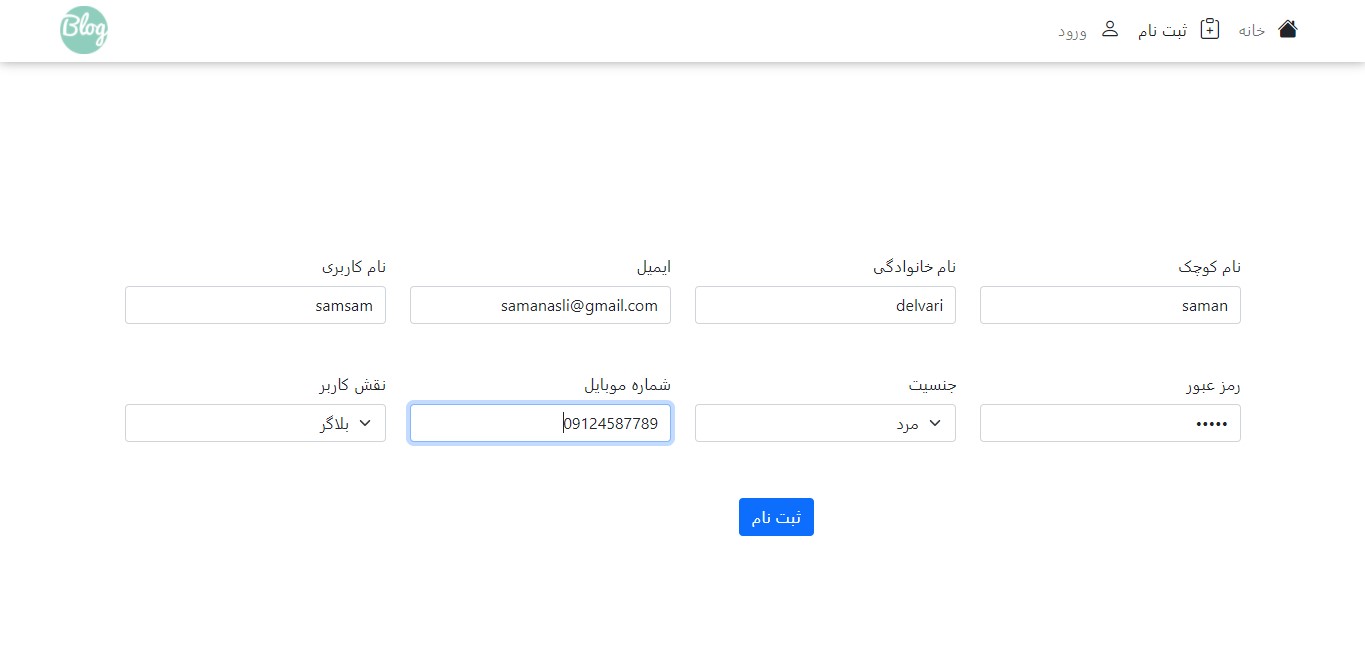 خانه ثبت نام ورود Blog
نام کوچک نام خانوادگی ایمیل نام کاربری
saman delvari samanasli@gmail.com samsam
رمز عبور جنسیت شماره موبایل نقش کاربر
••••• مرد 09124587789 بلاگر
ثبت نام